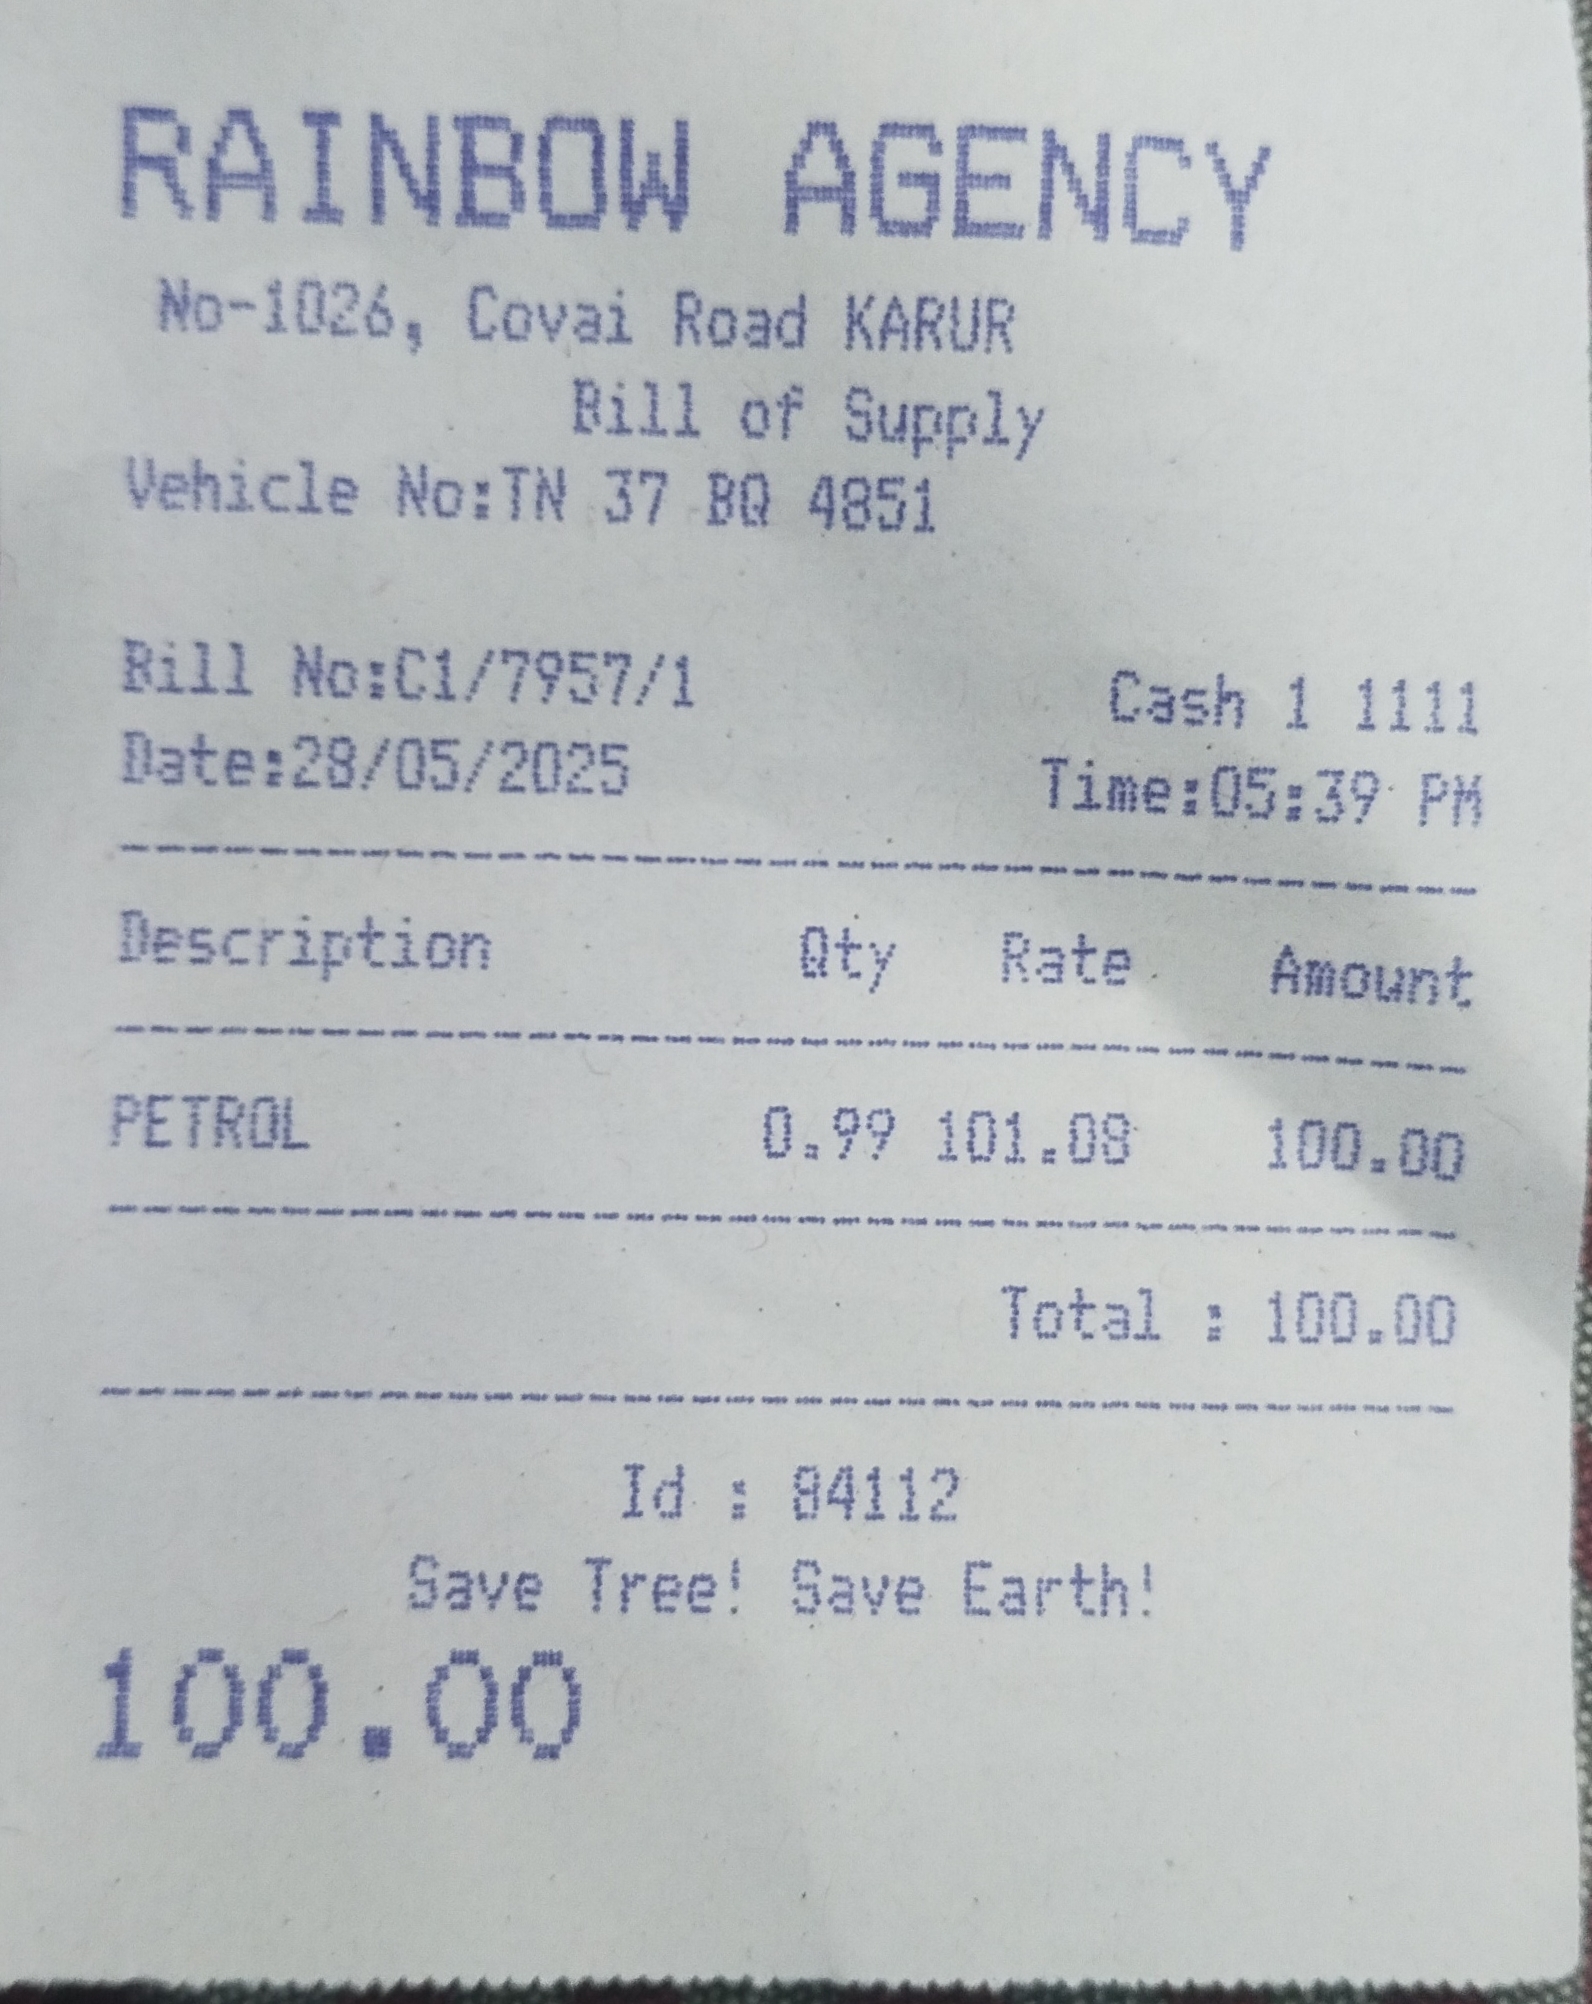 RAINBOW AGENCY
No-1026, Covai Road KARUR
Bill of Supply
Vehicle No:TN 37 BQ 4851
Bill No:C1/7957/1 Cash 1 1111
Date:28/05/2025 Time:05:39 PM
Description Qty Rate Amount
PETROL 0.99 101.08 100.00
Total : 100.00
Id : 84112
Save Tree! Save Earth!
100.00